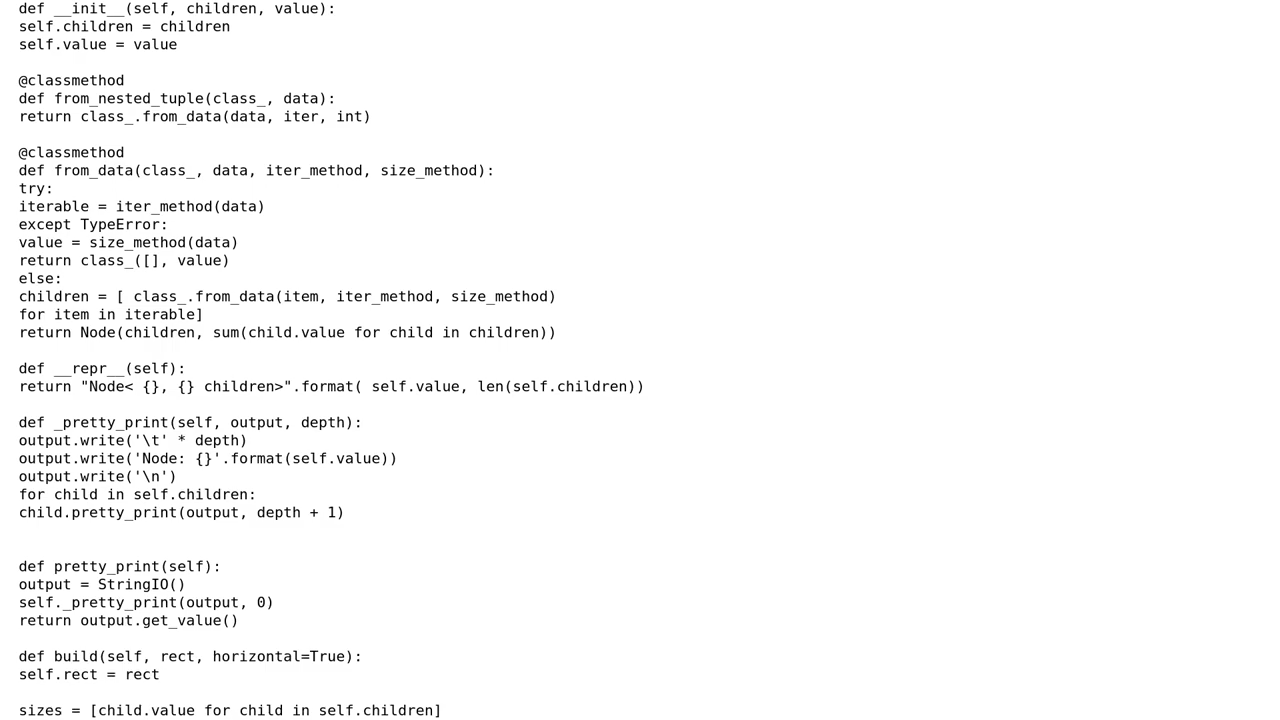 def __init__(self, children, value):
self.children = children
self.value = value

@classmethod
def from_nested_tuple(class_, data):
return class_.from_data(data, iter, int)

@classmethod
def from_data(class_, data, iter_method, size_method):
try:
iterable = iter_method(data)
except TypeError:
value = size_method(data)
return class_([], value)
else:
children = [ class_.from_data(item, iter_method, size_method)
for item in iterable]
return Node(children, sum(child.value for child in children))

def __repr__(self):
return "Node< {}, {} children>".format( self.value, len(self.children))

def _pretty_print(self, output, depth):
output.write('\t' * depth)
output.write('Node: {}'.format(self.value))
output.write('\n')
for child in self.children:
child.pretty_print(output, depth + 1)


def pretty_print(self):
output = StringIO()
self._pretty_print(output, 0)
return output.get_value()

def build(self, rect, horizontal=True):
self.rect = rect

sizes = [child.value for child in self.children]